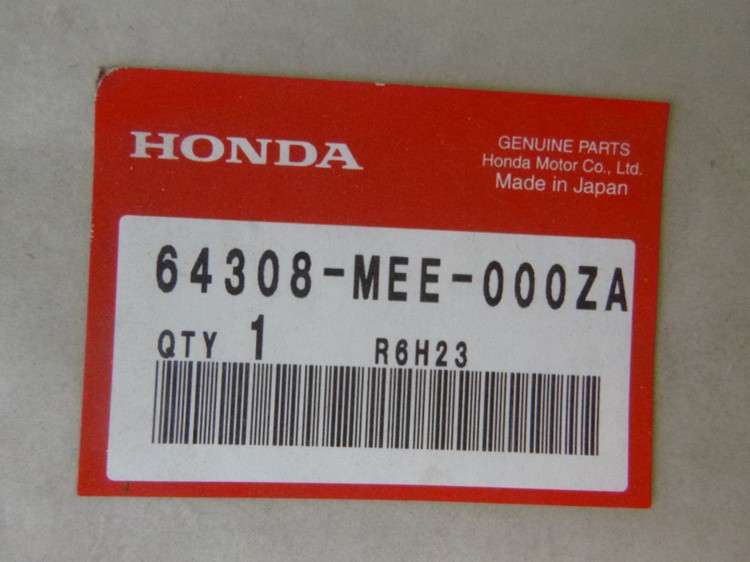 HONDA
GENUINE PARTS
Honda Motor Co., Ltd.
Made in Japan
64308-MEE-000ZA
QTY 1 R6H23